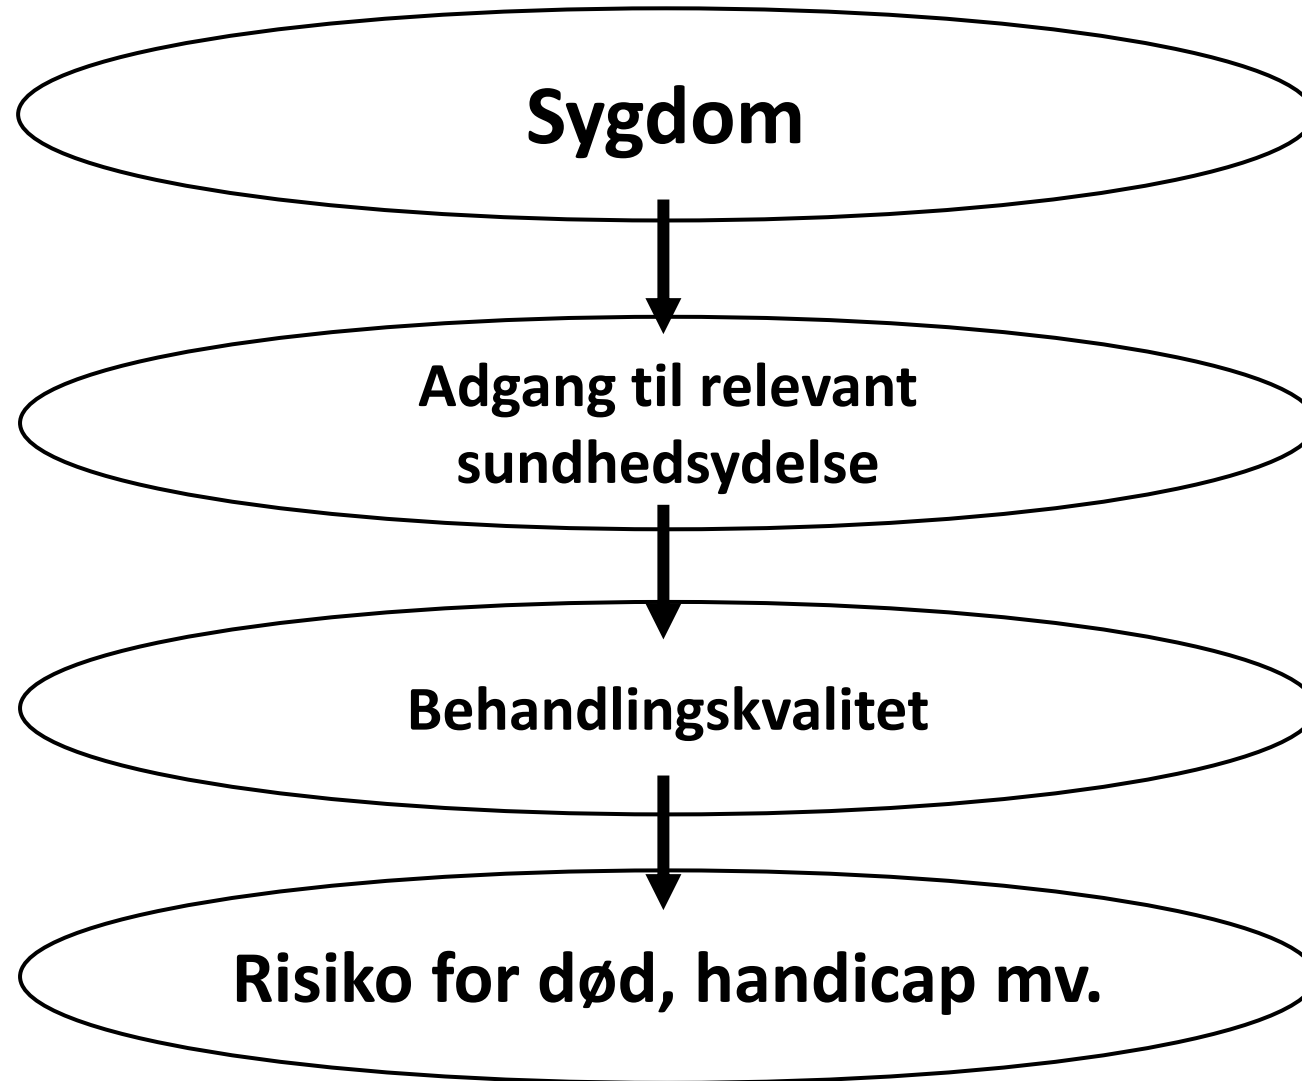 Sygdom
Adgang til relevant
sundhedsydelse
Behandlingskvalitet
Risiko for død, handicap mv.